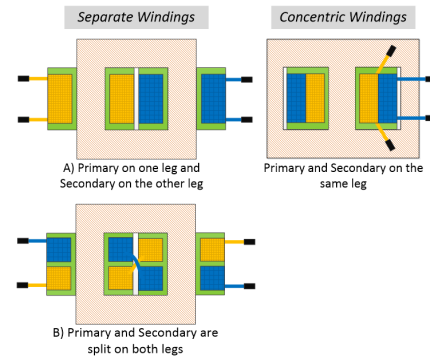 Separate Windings
Concentric Windings
A) Primary on one leg and
Secondary on the other leg
Primary and Secondary on the
same leg
B) Primary and Secondary are
split on both legs